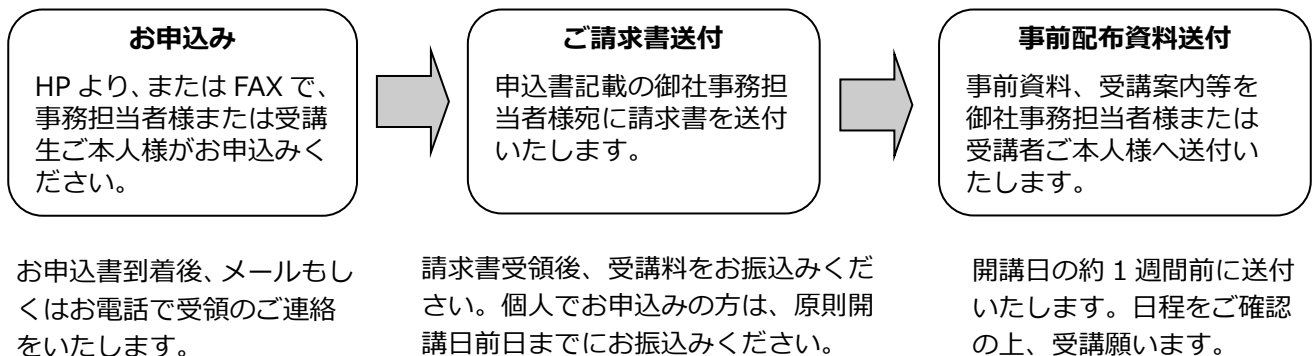 お申込み
HP より、または FAX で、
事務担当者様または受講
生ご本人様がお申込みく
ださい。
ご請求書送付
申込書記載の御社事務担
当者様宛に請求書を送付
いたします。
事前配布資料送付
事前資料、受講案内等を
御社事務担当者様または
受講者ご本人様へ送付い
たします。
お申込書到着後、メールもし
くはお電話で受領のご連絡
をいたします。
請求書受領後、受講料をお振込みくだ
さい。個人でお申込みの方は、原則開
講日前日までにお振込みください。
開講日の約 1 週間前に送付
いたします。日程をご確認
の上、受講願います。